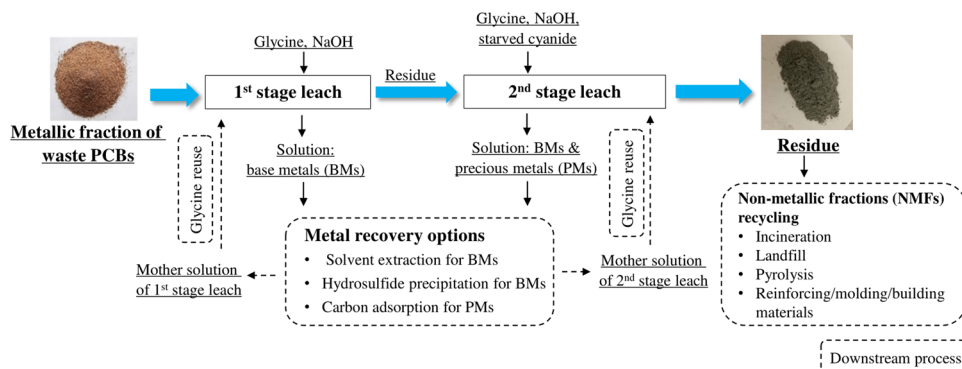 Glycine, NaOH
Glycine, NaOH,
starved cyanide
1st stage leach
Residue
2nd stage leach
Metallic fraction of
waste PCBs
Solution:
base metals (BMs)
Solution: BMs &
precious metals (PMs)
Residue
Glycine reuse
Glycine reuse
Metal recovery options
• Solvent extraction for BMs
• Hydrosulfide precipitation for BMs
• Carbon adsorption for PMs
Mother solution
of 1st stage leach
Mother solution
of 2nd stage leach
Non-metallic fractions (NMFs)
recycling
• Incineration
• Landfill
• Pyrolysis
• Reinforcing/molding/building
materials
Downstream process